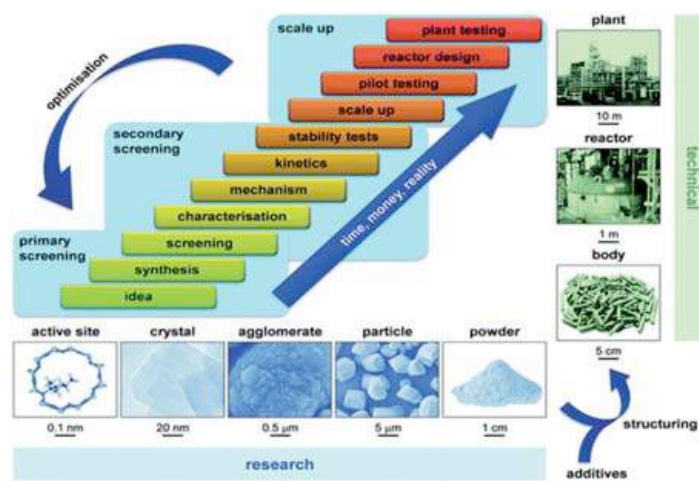 scale up
plant testing
reactor design
pilot testing
scale up
stability tests
kinetics
mechanism
characterisation
screening
synthesis
idea
optimisation
secondary
screening
primary
screening
time, money, reality
plant
10 m
reactor
1 m
body
5 cm
technical
active site
crystal
agglomerate
particle
powder
0.1 nm
20 nm
0.5 µm
5 µm
1 cm
structuring
additives
research